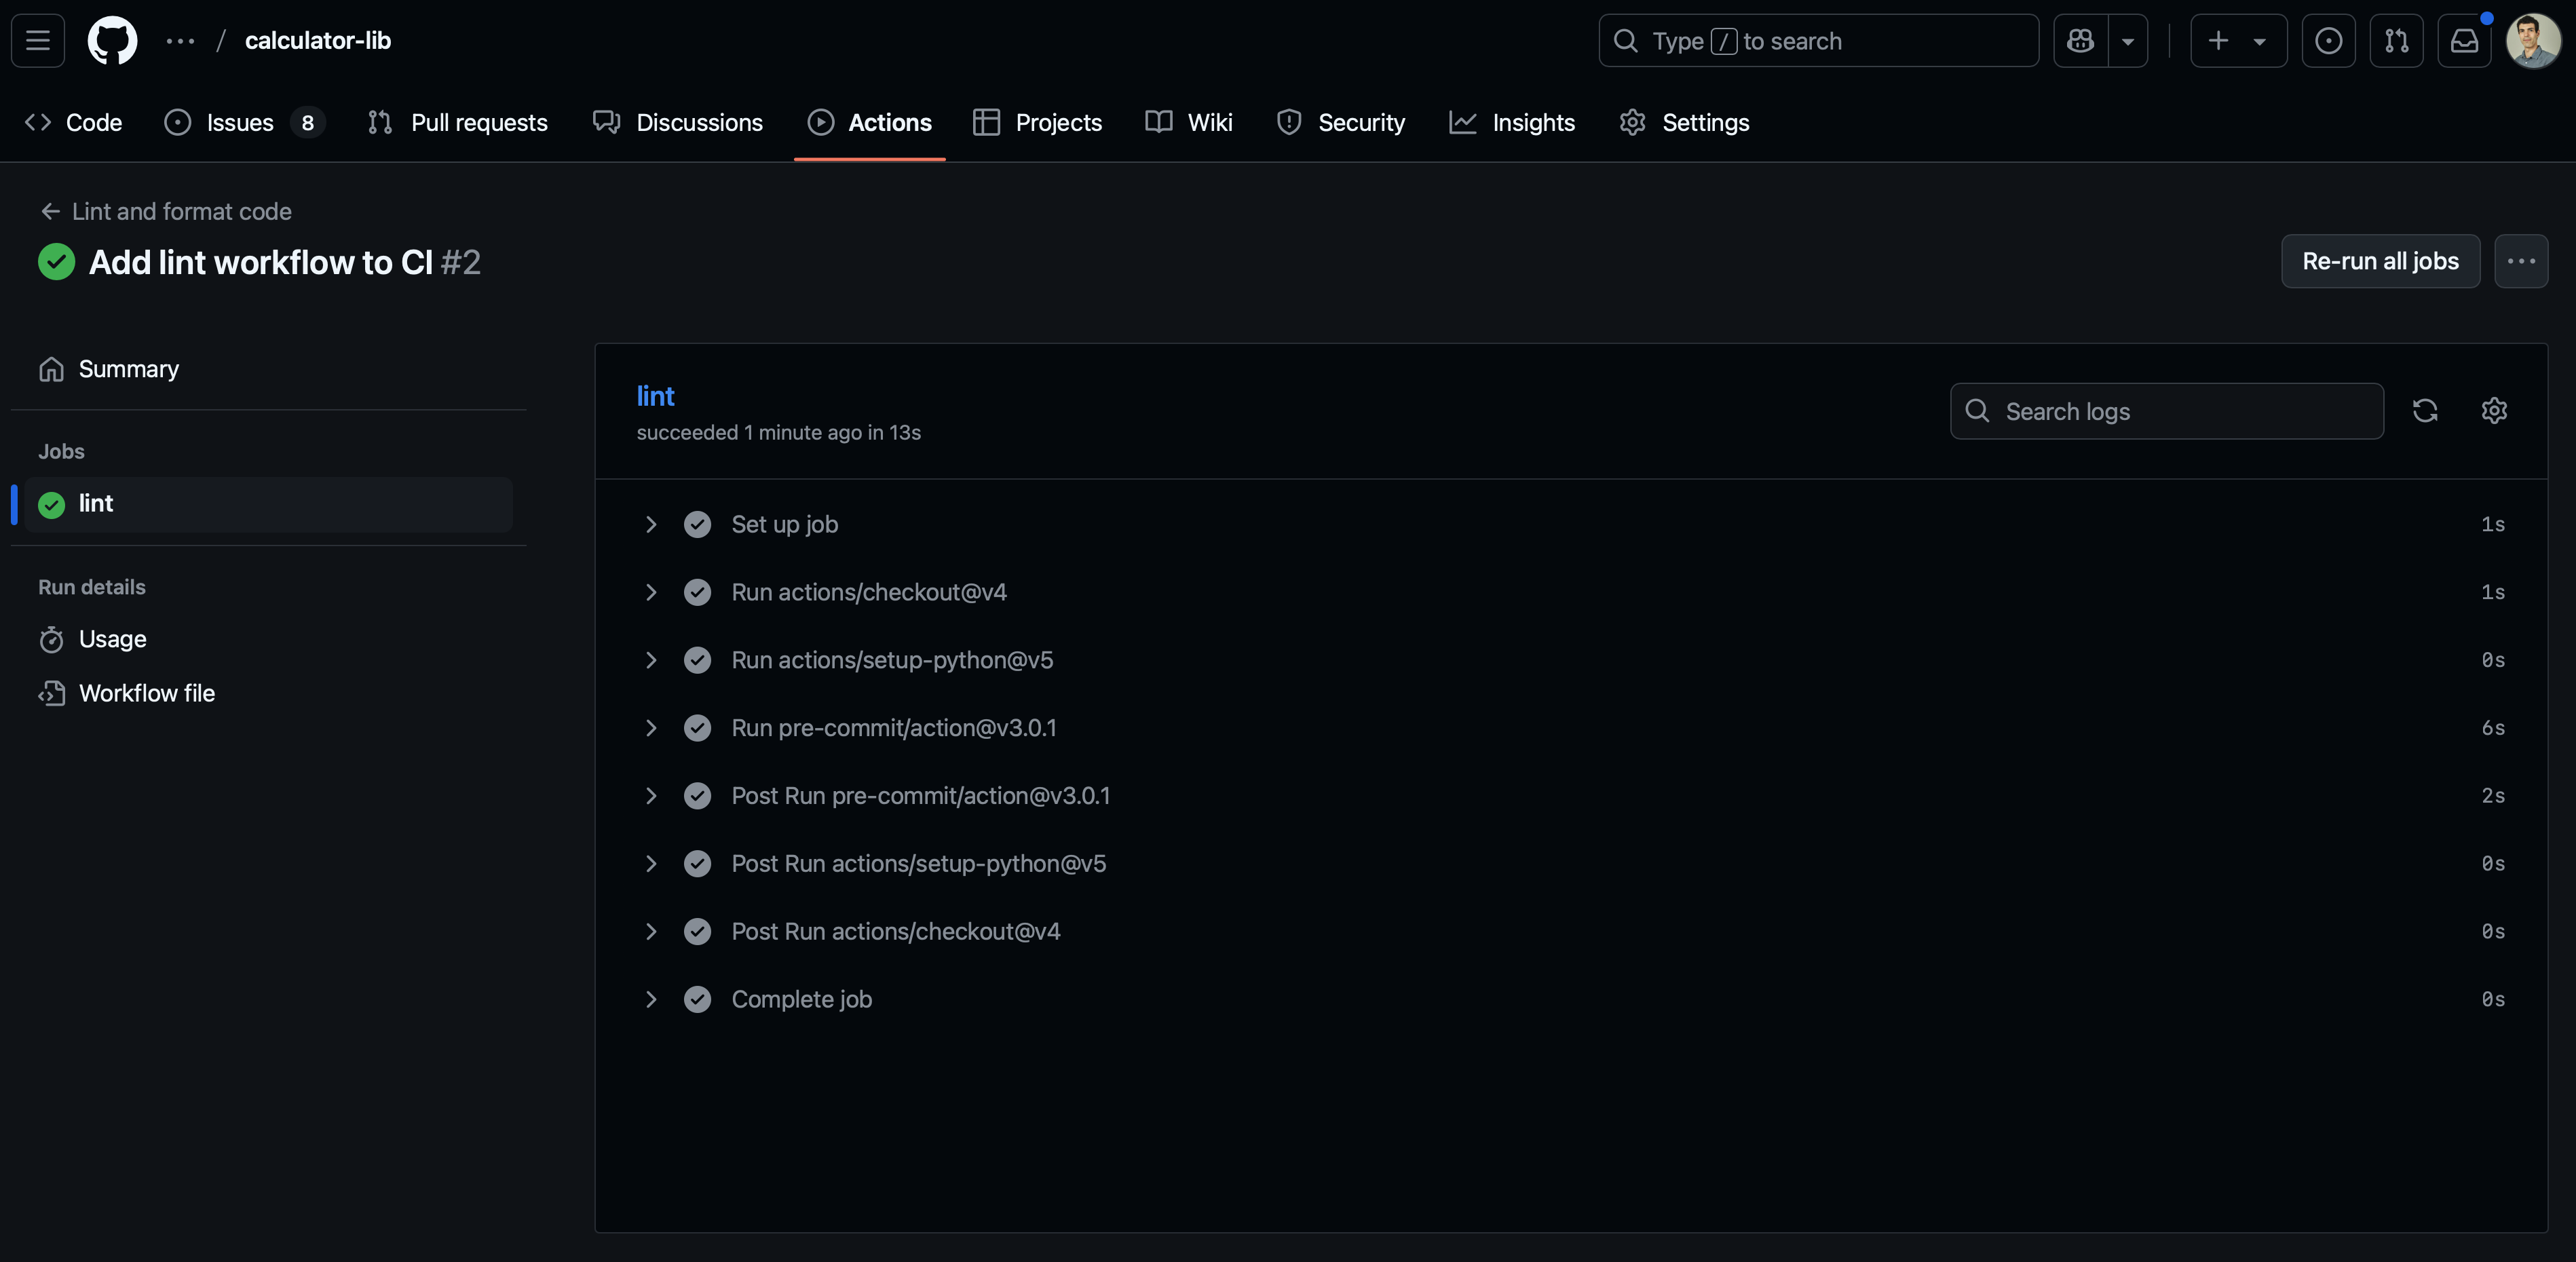 calculator-lib
Type / to search
Code
Issues 8
Pull requests
Discussions
Actions
Projects
Wiki
Security
Insights
Settings
Lint and format code
Add lint workflow to CI #2
Re-run all jobs
Summary
Jobs
lint
Run details
Usage
Workflow file
lint
succeeded 1 minute ago in 13s
Search logs
Set up job 1s
Run actions/checkout@v4 1s
Run actions/setup-python@v5 0s
Run pre-commit/action@v3.0.1 6s
Post Run pre-commit/action@v3.0.1 2s
Post Run actions/setup-python@v5 0s
Post Run actions/checkout@v4 0s
Complete job 0s